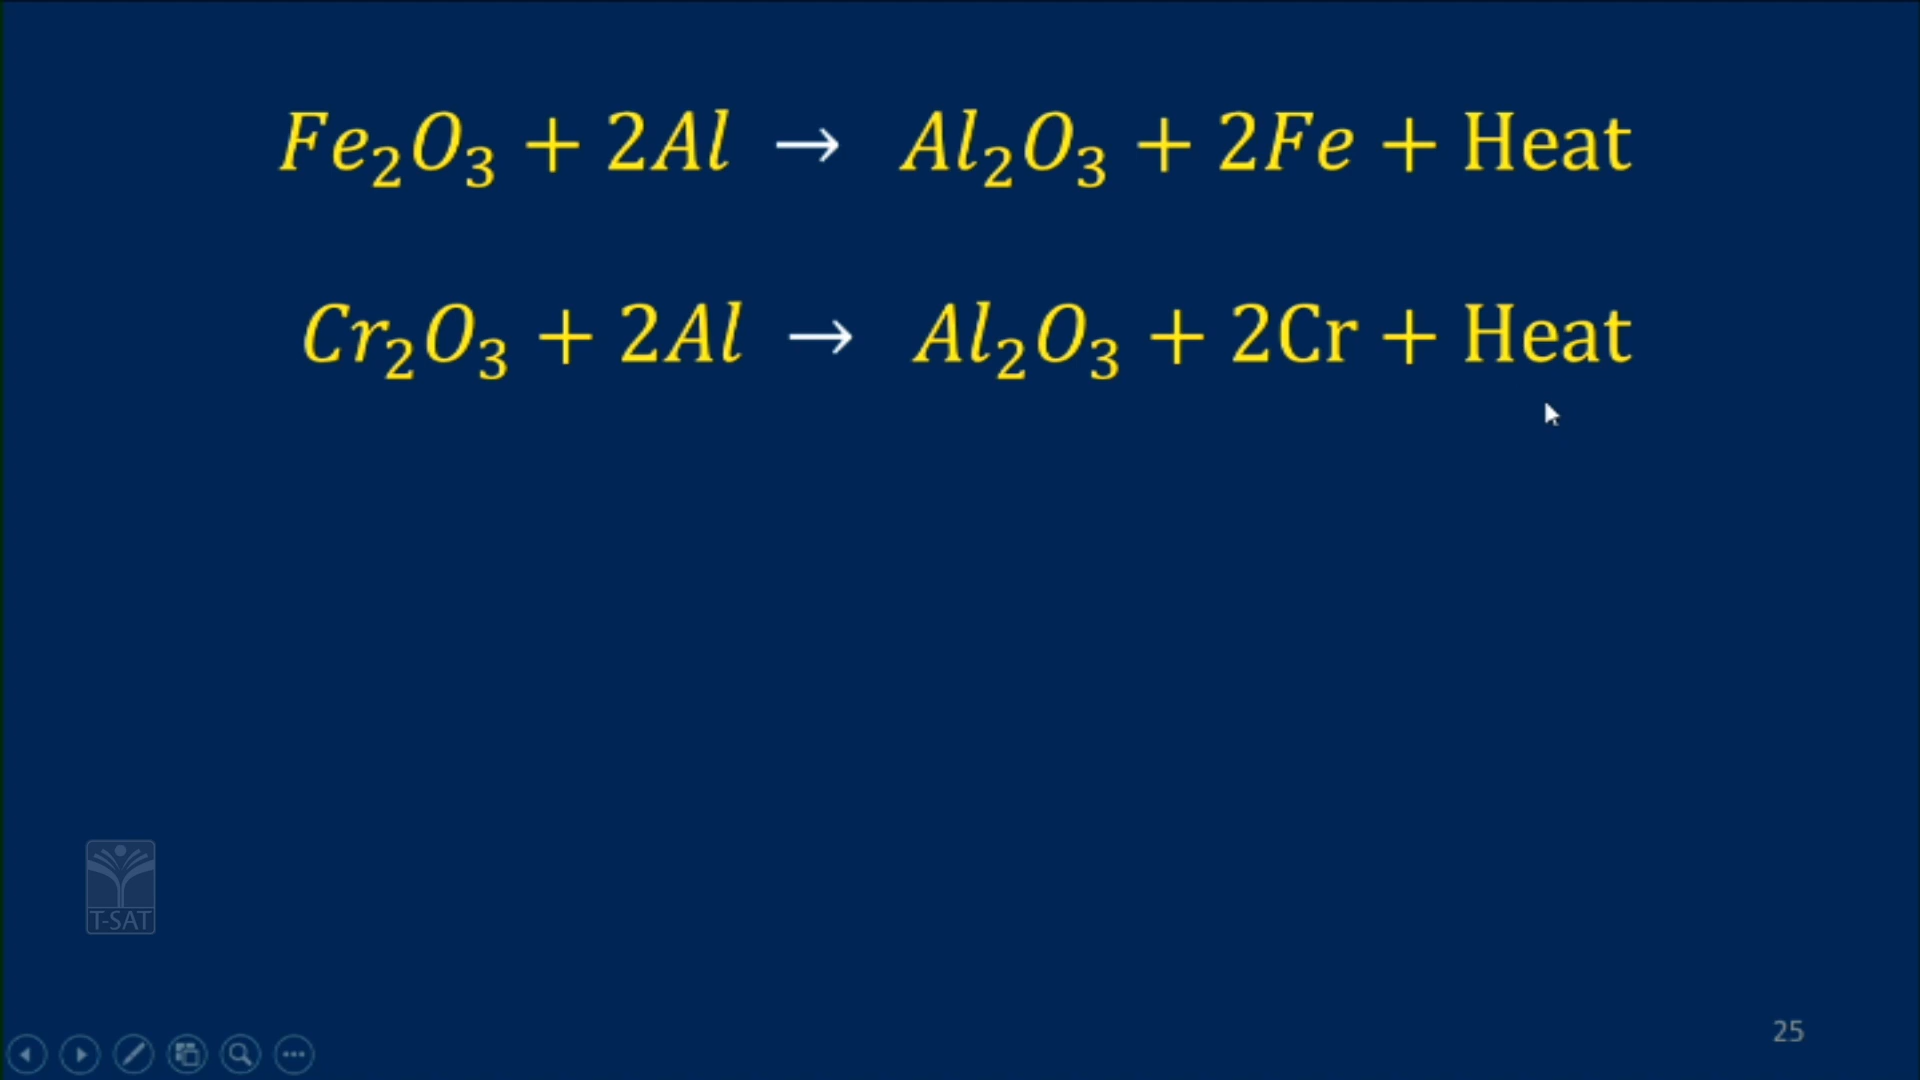 Fe₂O₃ + 2Al → Al₂O₃ + 2Fe + Heat
Cr₂O₃ + 2Al → Al₂O₃ + 2Cr + Heat
T-SAT
25